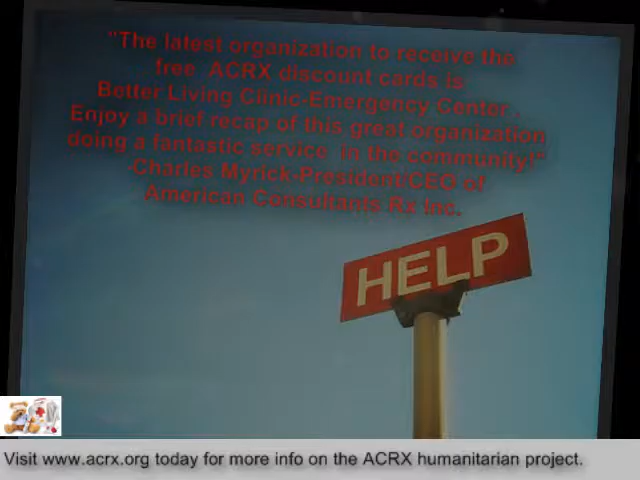 "The latest organization to receive the
free ACRX discount cards is
Better Living Clinic-Emergency Center .
Enjoy a brief recap of this great organization
doing a fantastic service in the community!"
-Charles Myrick-President/CEO of
American Consultants Rx Inc.
HELP
Visit www.acrx.org today for more info on the ACRX humanitarian project.